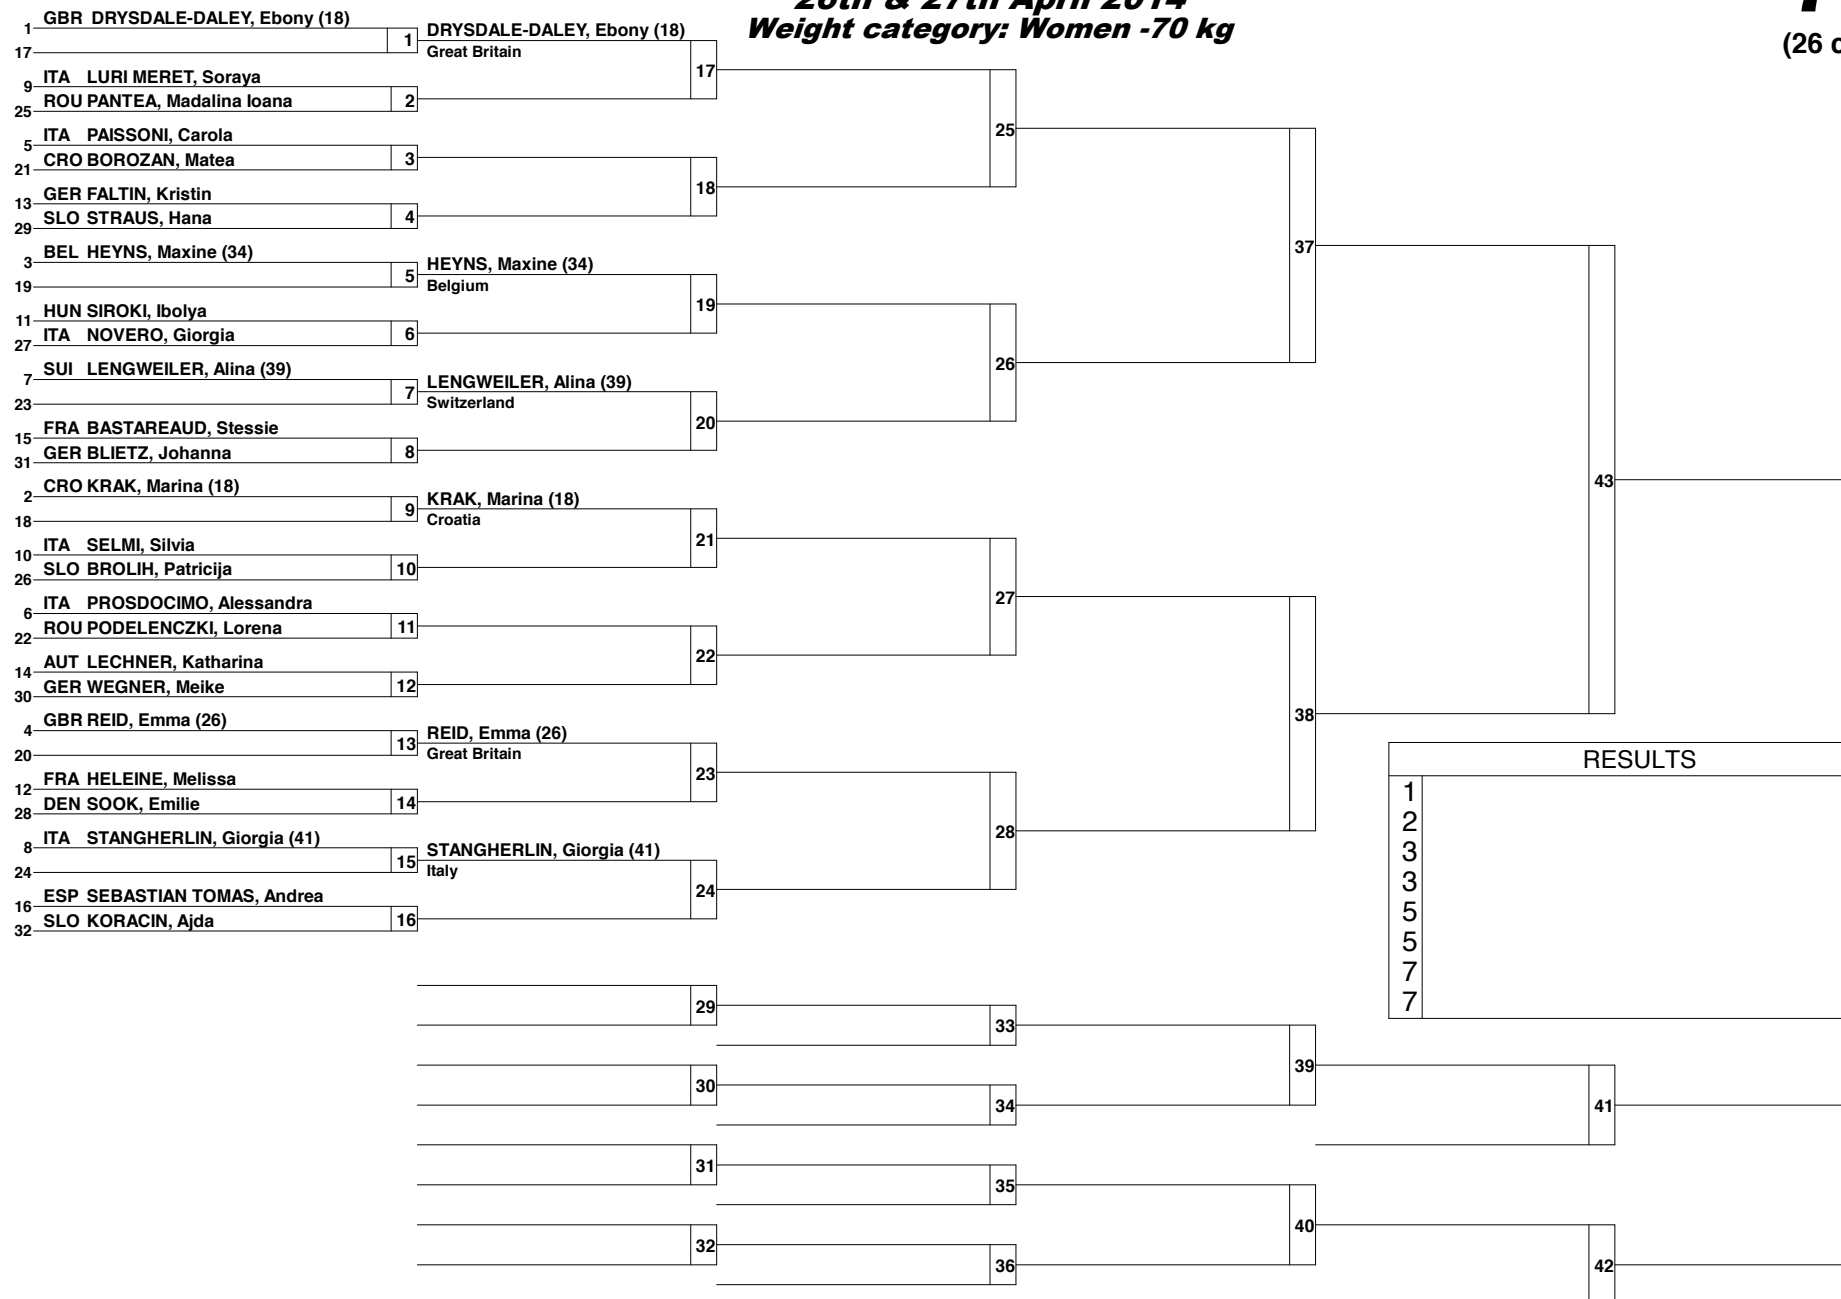 26th & 27th April 2014
Weight category: Women -70 kg
(26 c
1 GBR DRYSDALE-DALEY, Ebony (18)
17
1
DRYSDALE-DALEY, Ebony (18)
Great Britain
9 ITA LURI MERET, Soraya
25 ROU PANTEA, Madalina Ioana
2
17
5 ITA PAISSONI, Carola
21 CRO BOROZAN, Matea
3
13 GER FALTIN, Kristin
29 SLO STRAUS, Hana
4
18
25
3 BEL HEYNS, Maxine (34)
19
5
HEYNS, Maxine (34)
Belgium
11 HUN SIROKI, Ibolya
27 ITA NOVERO, Giorgia
6
19
7 SUI LENGWEILER, Alina (39)
23
7
LENGWEILER, Alina (39)
Switzerland
15 FRA BASTAREAUD, Stessie
31 GER BLIETZ, Johanna
8
20
26
37
2 CRO KRAK, Marina (18)
18
9
KRAK, Marina (18)
Croatia
10 ITA SELMI, Silvia
26 SLO BROLIH, Patricija
10
21
6 ITA PROSDOCIMO, Alessandra
22 ROU PODELENCZKI, Lorena
11
14 AUT LECHNER, Katharina
30 GER WEGNER, Meike
12
22
27
4 GBR REID, Emma (26)
20
13
REID, Emma (26)
Great Britain
12 FRA HELEINE, Melissa
28 DEN SOOK, Emilie
14
23
8 ITA STANGHERLIN, Giorgia (41)
24
15
STANGHERLIN, Giorgia (41)
Italy
16 ESP SEBASTIAN TOMAS, Andrea
32 SLO KORACIN, Ajda
16
24
28
38
43
RESULTS
1
2
3
3
5
5
7
7
29
33
30
34
39
41
31
35
32
36
40
42